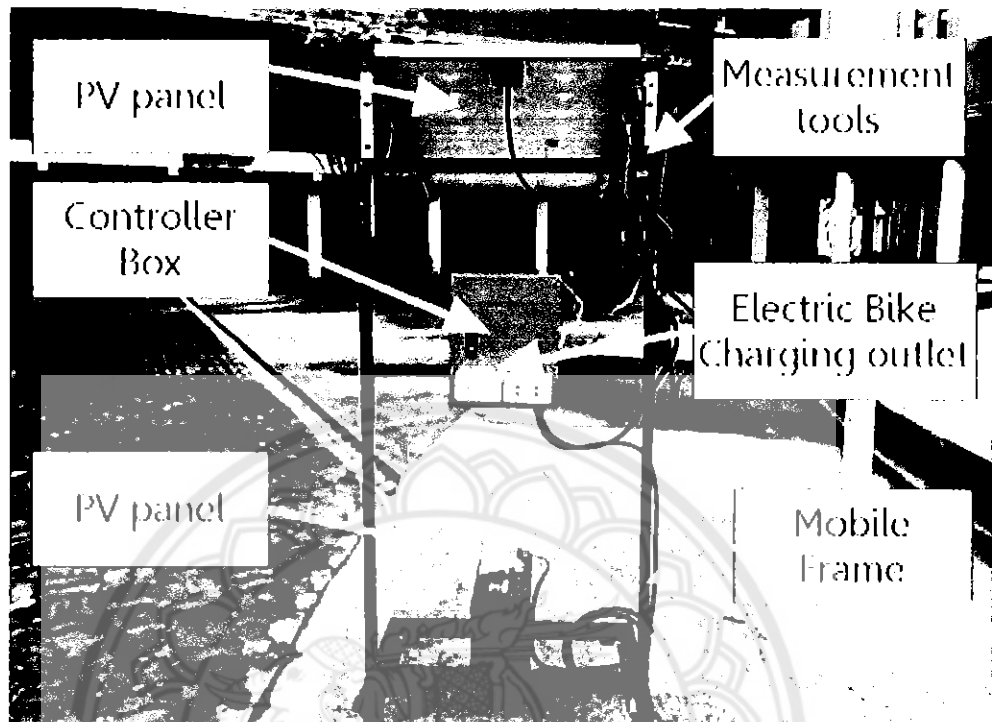 PV panel
Measurement
tools
Controller
Box
Electric Bike
Charging outlet
PV panel
Mobile
Frame